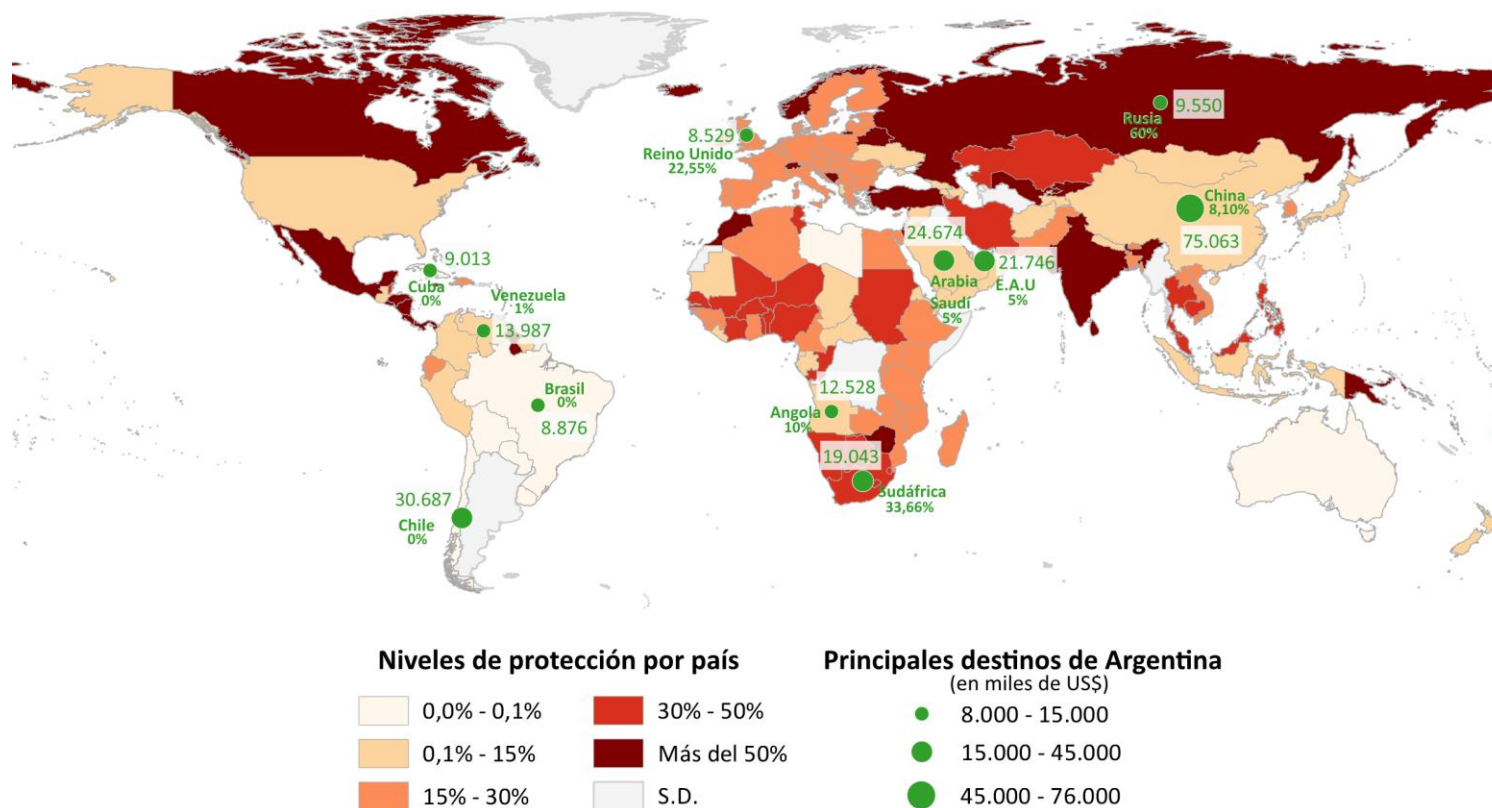 9.550
Rusia
60%
8.529
Reino Unido
22,55%
China
8,10%
75.063
24.674
Arabia
Saudí
5%
21.746
E.A.U
5%
9.013
Cuba
0%
Venezuela
1%
13.987
Brasil
0%
8.876
12.528
Angola
10%
19.043
Sudáfrica
33,66%
30.687
Chile
0%
Niveles de protección por país
0,0% - 0,1%
0,1% - 15%
15% - 30%
30% - 50%
Más del 50%
S.D.
Principales destinos de Argentina
(en miles de US$)
8.000 - 15.000
15.000 - 45.000
45.000 - 76.000